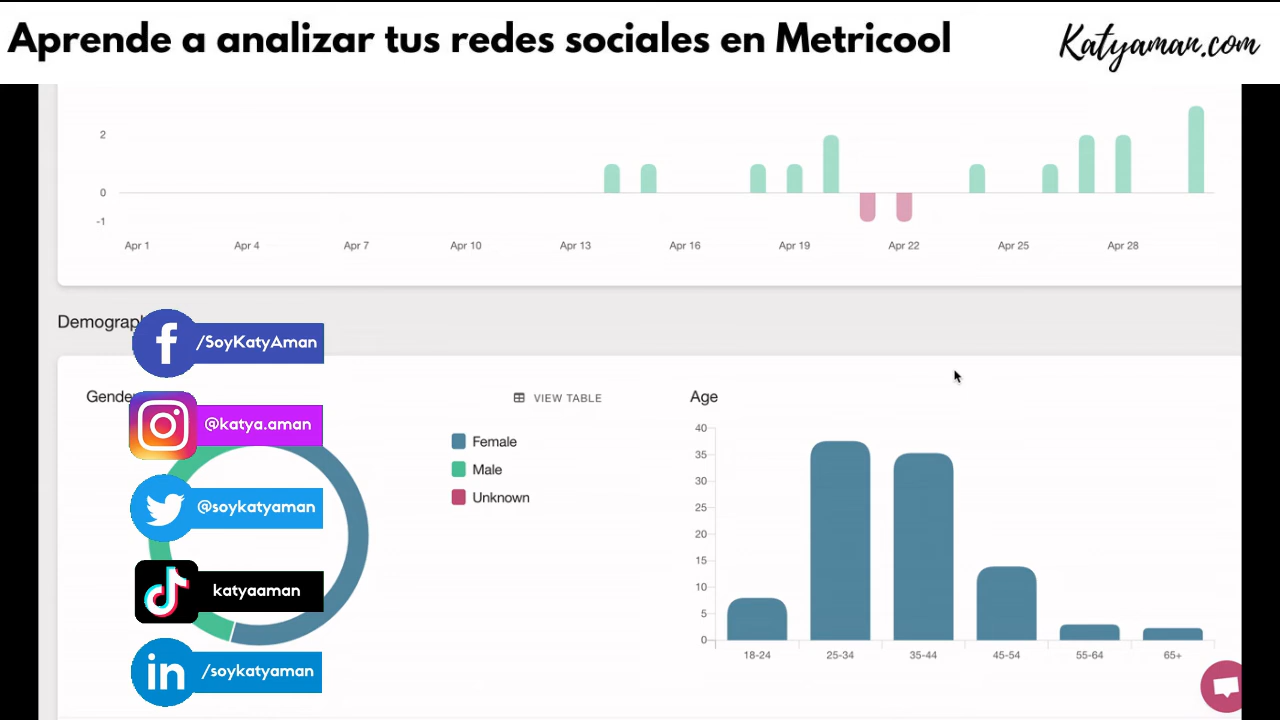 Aprende a analizar tus redes sociales en Metricool
Katyaman.com
2
0
-1
Apr 1 Apr 4 Apr 7 Apr 10 Apr 13 Apr 16 Apr 19 Apr 22 Apr 25 Apr 28
Demograp
/SoyKatyAman
Gende
VIEW TABLE
@katya.aman
Female
Male
Unknown
@soykatyaman
katyaaman
in /soykatyaman
Age
40
35
30
25
20
15
10
5
0
18-24 25-34 35-44 45-54 55-64 65+